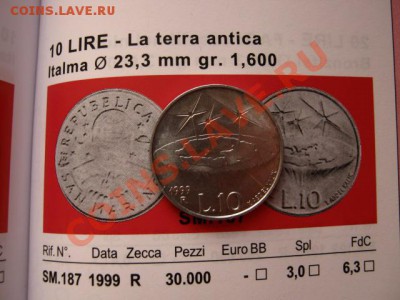 COINS.LAVE.RU
10 LIRE - La terra antica
Italma Ø 23,3 mm gr. 1,600
REPUBBLICA
SAN MARINO
1999
L.10
L.10
COINS.LAVE.RU
Rif. N°. Data Zecca Pezzi Euro BB Spl FdC
SM.187 1999 R 30.000 - □ 3,0 □ 6,3 □